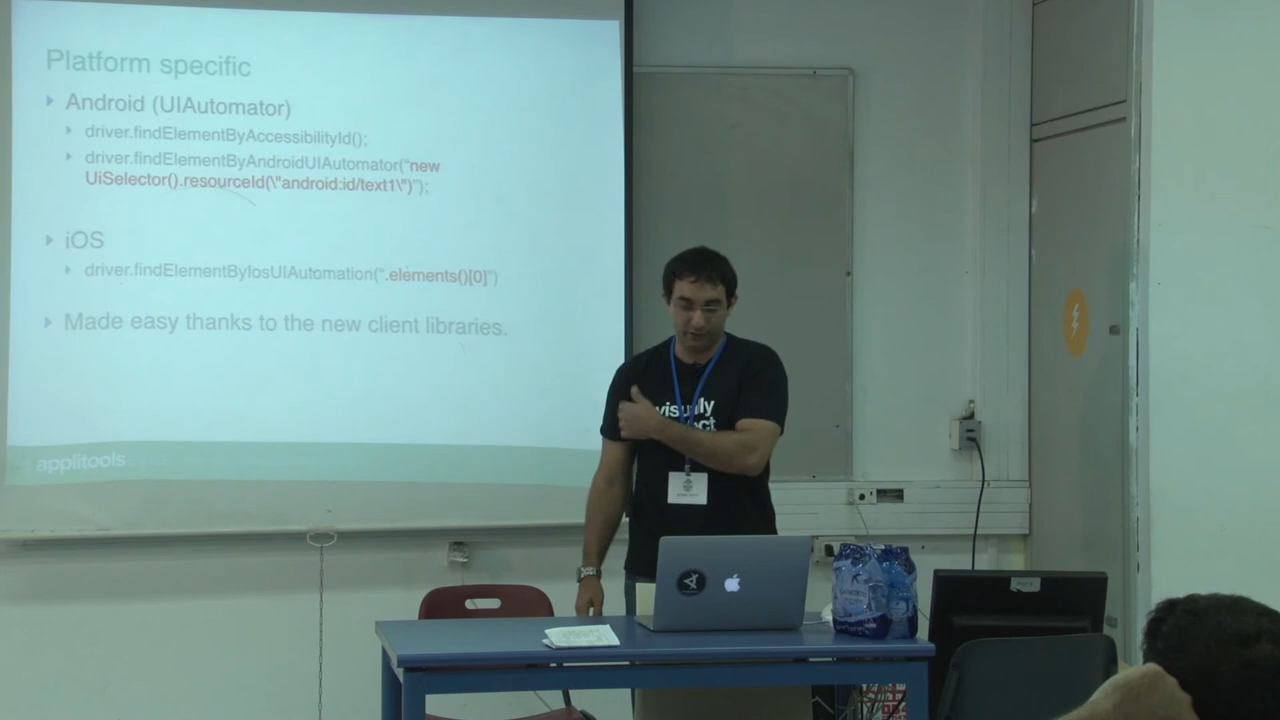 Platform specific
Android (UIAutomator)
driver.findElementByAccessibilityId();
driver.findElementByAndroidUIAutomator("new
UiSelector().resourceId(\"android:id/text1\")");
iOS
driver.findElementByIosUIAutomation(".elements()[0]")
Made easy thanks to the new client libraries.
applitools
visually